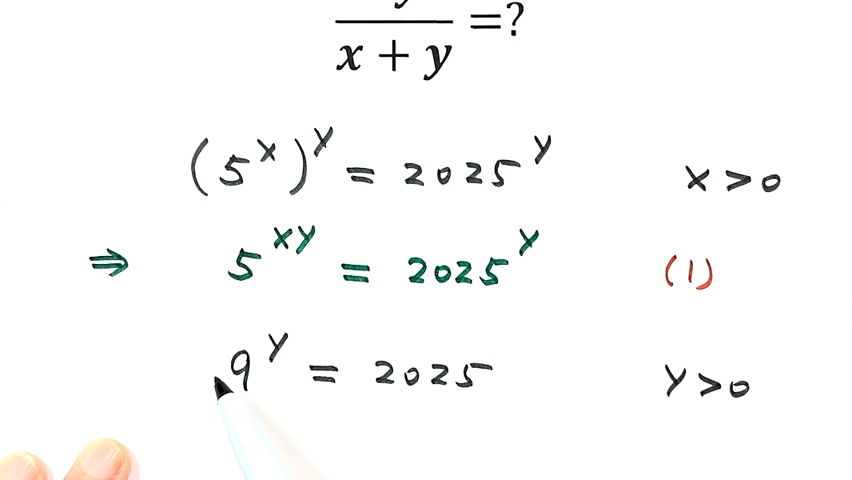 y
x + y =?
(5^x)^y = 2025^y x > 0
⇒ 5^xy = 2025^y (1)
9^y = 2025 y > 0